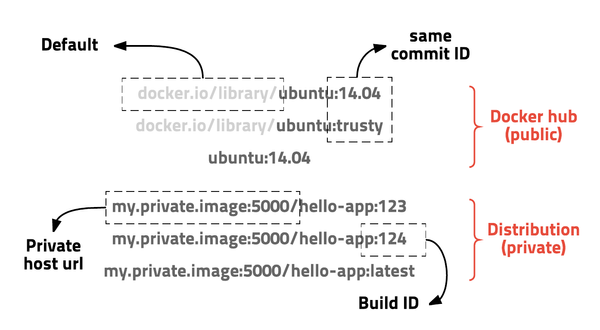 Default
same
commit ID
docker.io/library/ubuntu:14.04
docker.io/library/ubuntu:trusty
ubuntu:14.04
Docker hub
(public)
my.private.image:5000/hello-app:123
my.private.image:5000/hello-app:124
my.private.image:5000/hello-app:latest
Distribution
(private)
Private
host url
Build ID